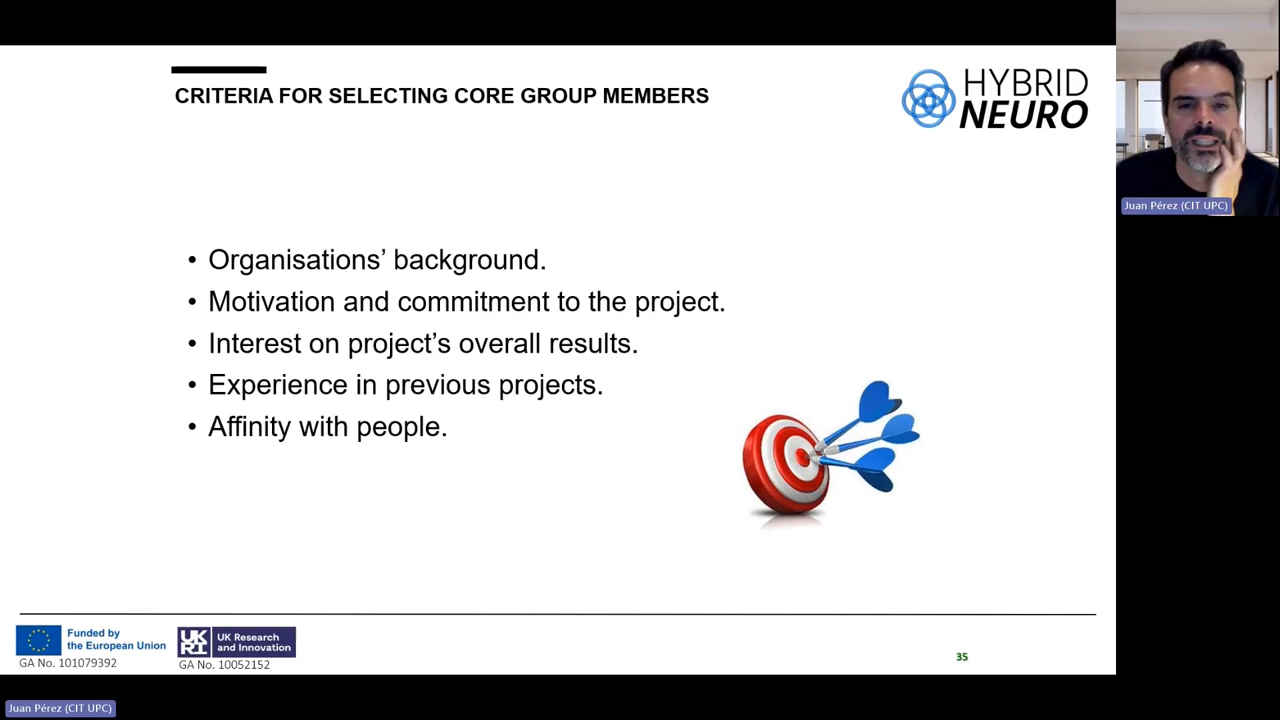 CRITERIA FOR SELECTING CORE GROUP MEMBERS
HYBRID
NEURO
Juan Pérez (CIT UPC)
• Organisations’ background.
• Motivation and commitment to the project.
• Interest on project’s overall results.
• Experience in previous projects.
• Affinity with people.
Funded by
the European Union
GA No. 101079392
UK
RI
UK Research
and Innovation
GA No. 10052152
35
Juan Pérez (CIT UPC)